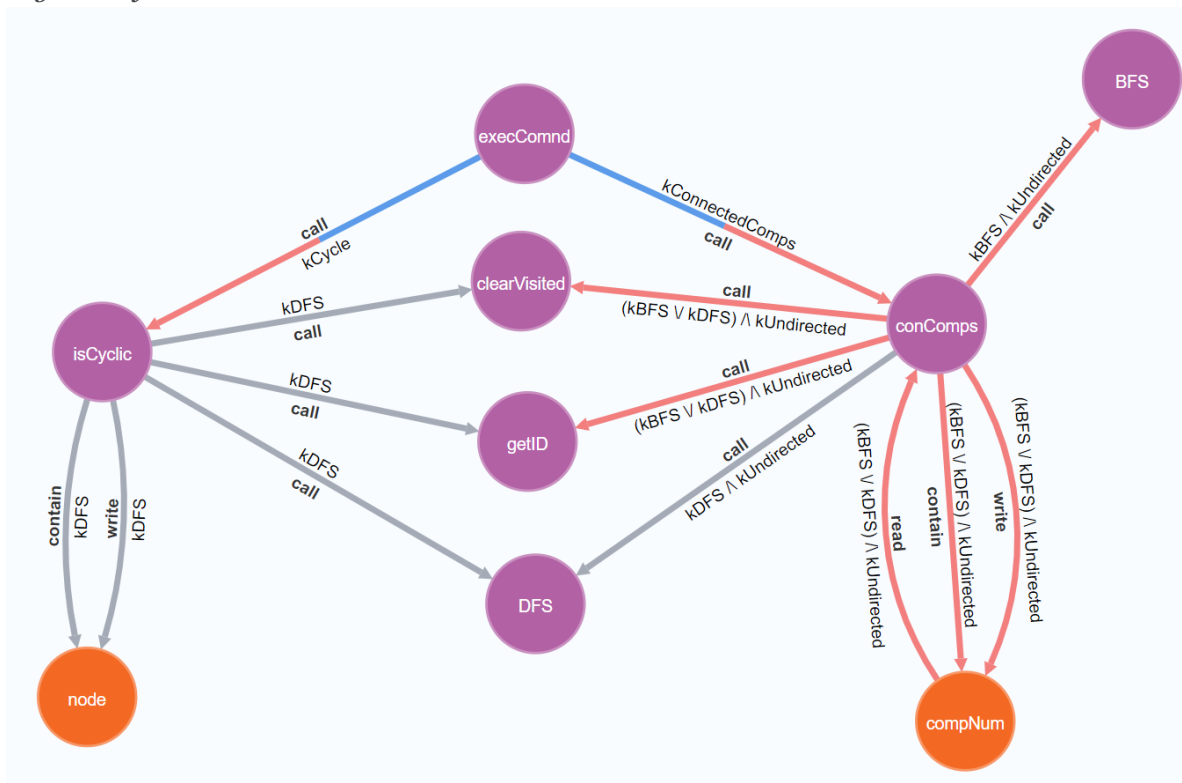 BFS
execComnd
kBFS /\ kUndirected
call
kConnectedComps
call
call
kCycle
clearVisited
kDFS
call
call
(kBFS \/ kDFS) /\ kUndirected
conComps
isCyclic
kDFS
call
call
(kBFS \/ kDFS) /\ kUndirected
getID
kDFS
call
call
kDFS /\ kUndirected
contain
kDFS
write
kDFS
(kBFS \/ kDFS) /\ kUndirected
read
(kBFS \/ kDFS) /\ kUndirected
contain
(kBFS \/ kDFS) /\ kUndirected
write
DFS
node
compNum